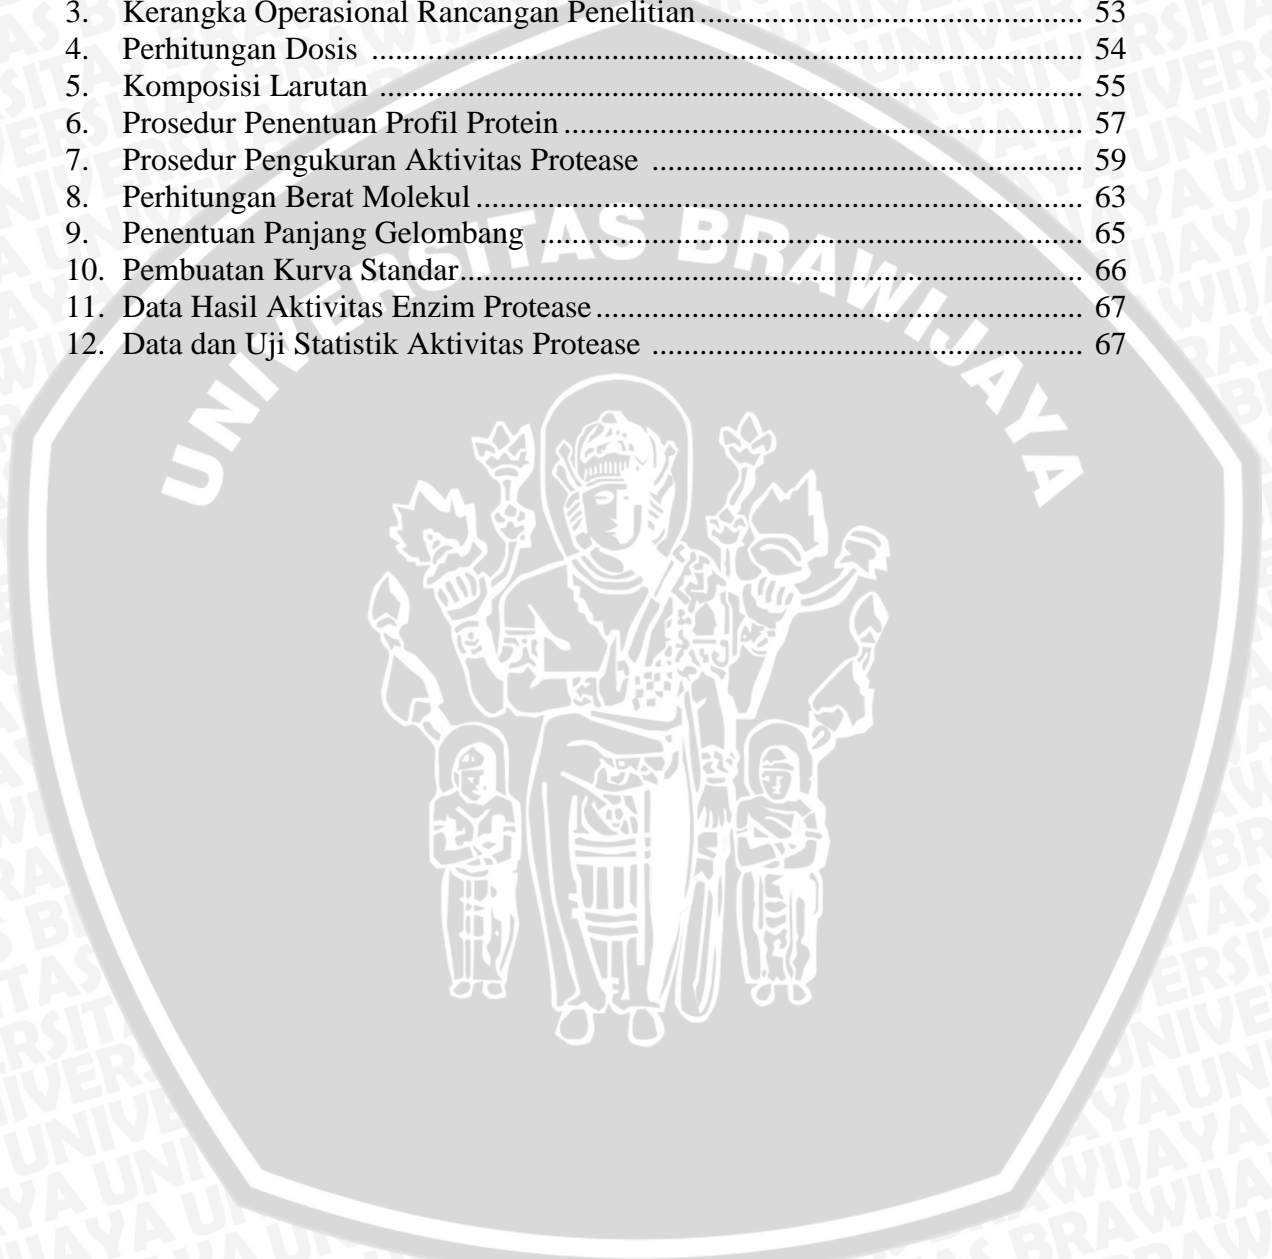 3. Kerangka Operasional Rancangan Penelitian ................................................ 53
4. Perhitungan Dosis ......................................................................................... 54
5. Komposisi Larutan ........................................................................................ 55
6. Prosedur Penentuan Profil Protein ................................................................. 57
7. Prosedur Pengukuran Aktivitas Protease ...................................................... 59
8. Perhitungan Berat Molekul ............................................................................ 63
9. Penentuan Panjang Gelombang .................................................................... 65
10. Pembuatan Kurva Standar.............................................................................. 66
11. Data Hasil Aktivitas Enzim Protease ............................................................. 67
12. Data dan Uji Statistik Aktivitas Protease ...................................................... 67
UNIVERSITAS BRAWIJAYA